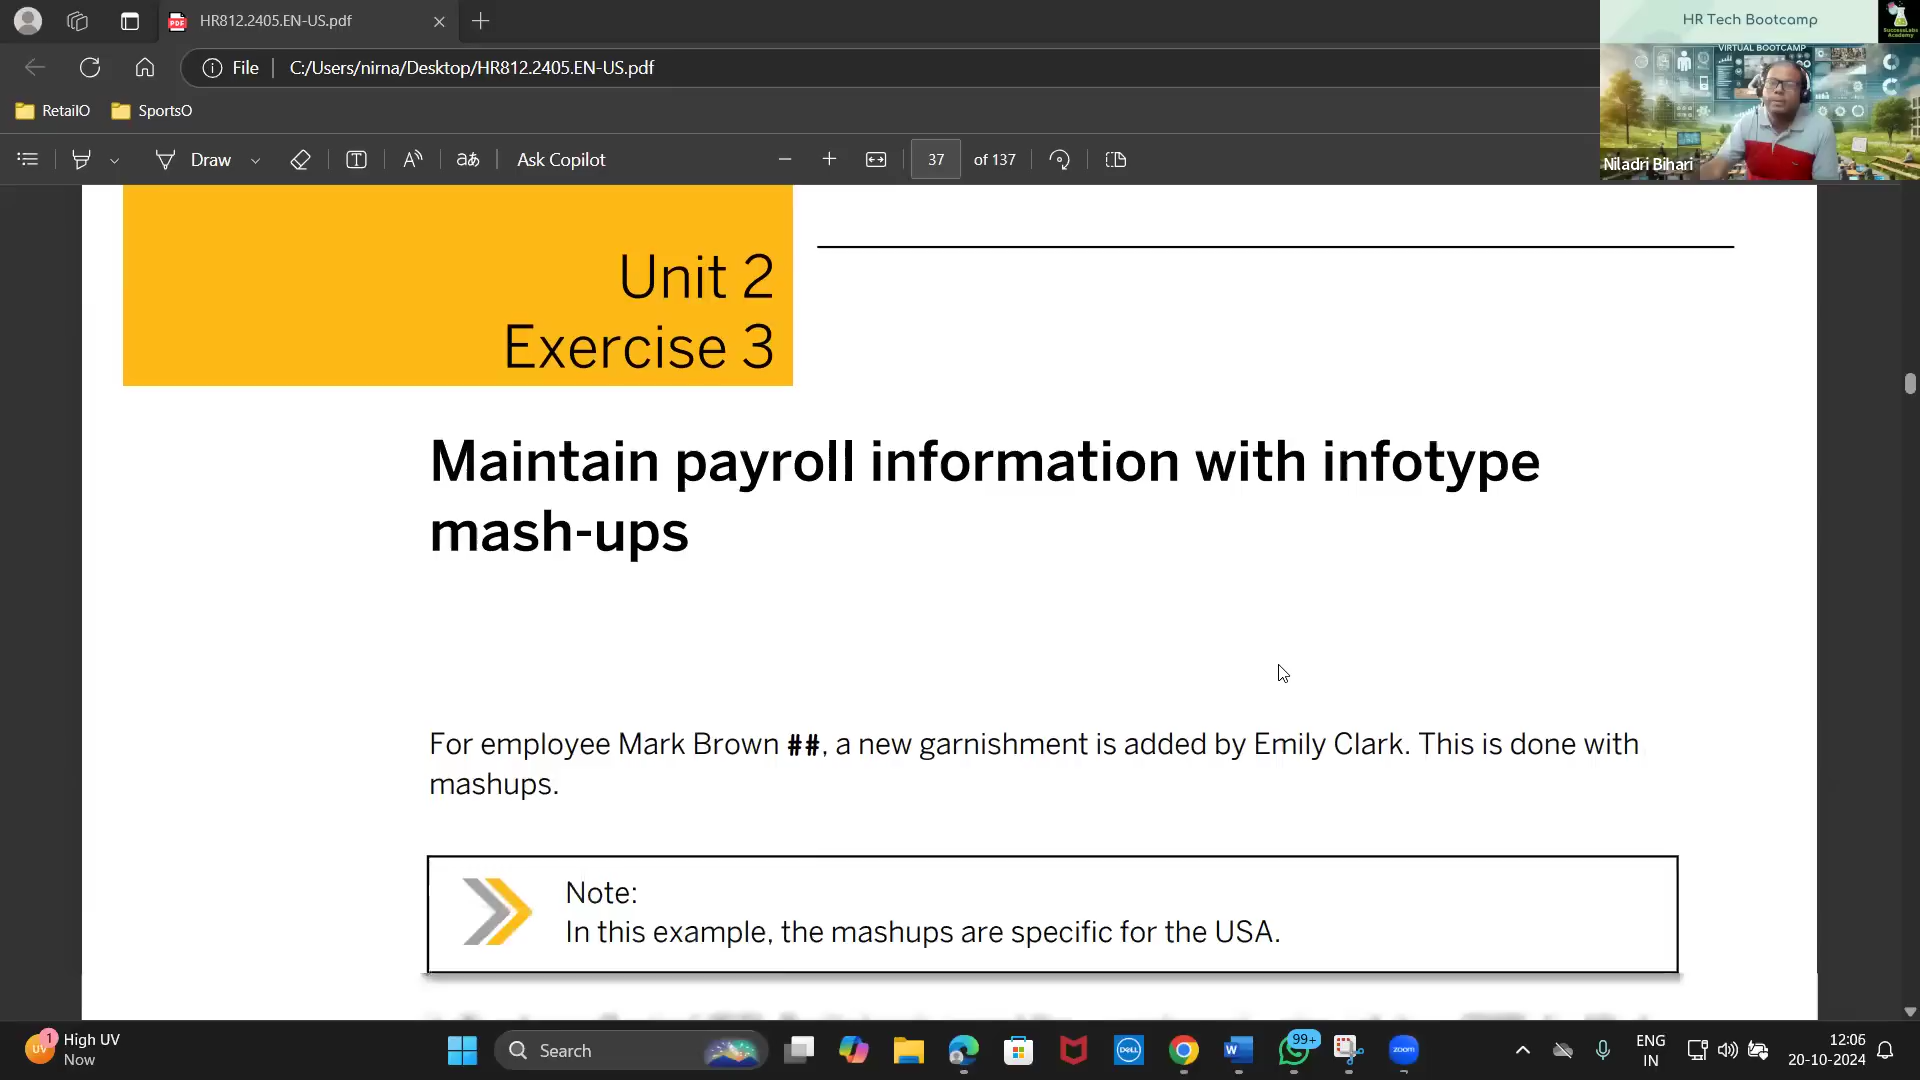 HR812.2405.EN-US.pdf
HR Tech Bootcamp
SuccessLabs
Academy
File
C:/Users/nirna/Desktop/HR812.2405.EN-US.pdf
VIRTUAL BOOTCAMP
RetailO
SportsO
Draw
Ask Copilot
37
of 137
Niladri Bihari
Unit 2
Exercise 3
Maintain payroll information with infotype
mash-ups
For employee Mark Brown ##, a new garnishment is added by Emily Clark. This is done with
mashups.
Note:
In this example, the mashups are specific for the USA.
High UV
Now
Search
99+
ENG
IN
12:06
20-10-2024